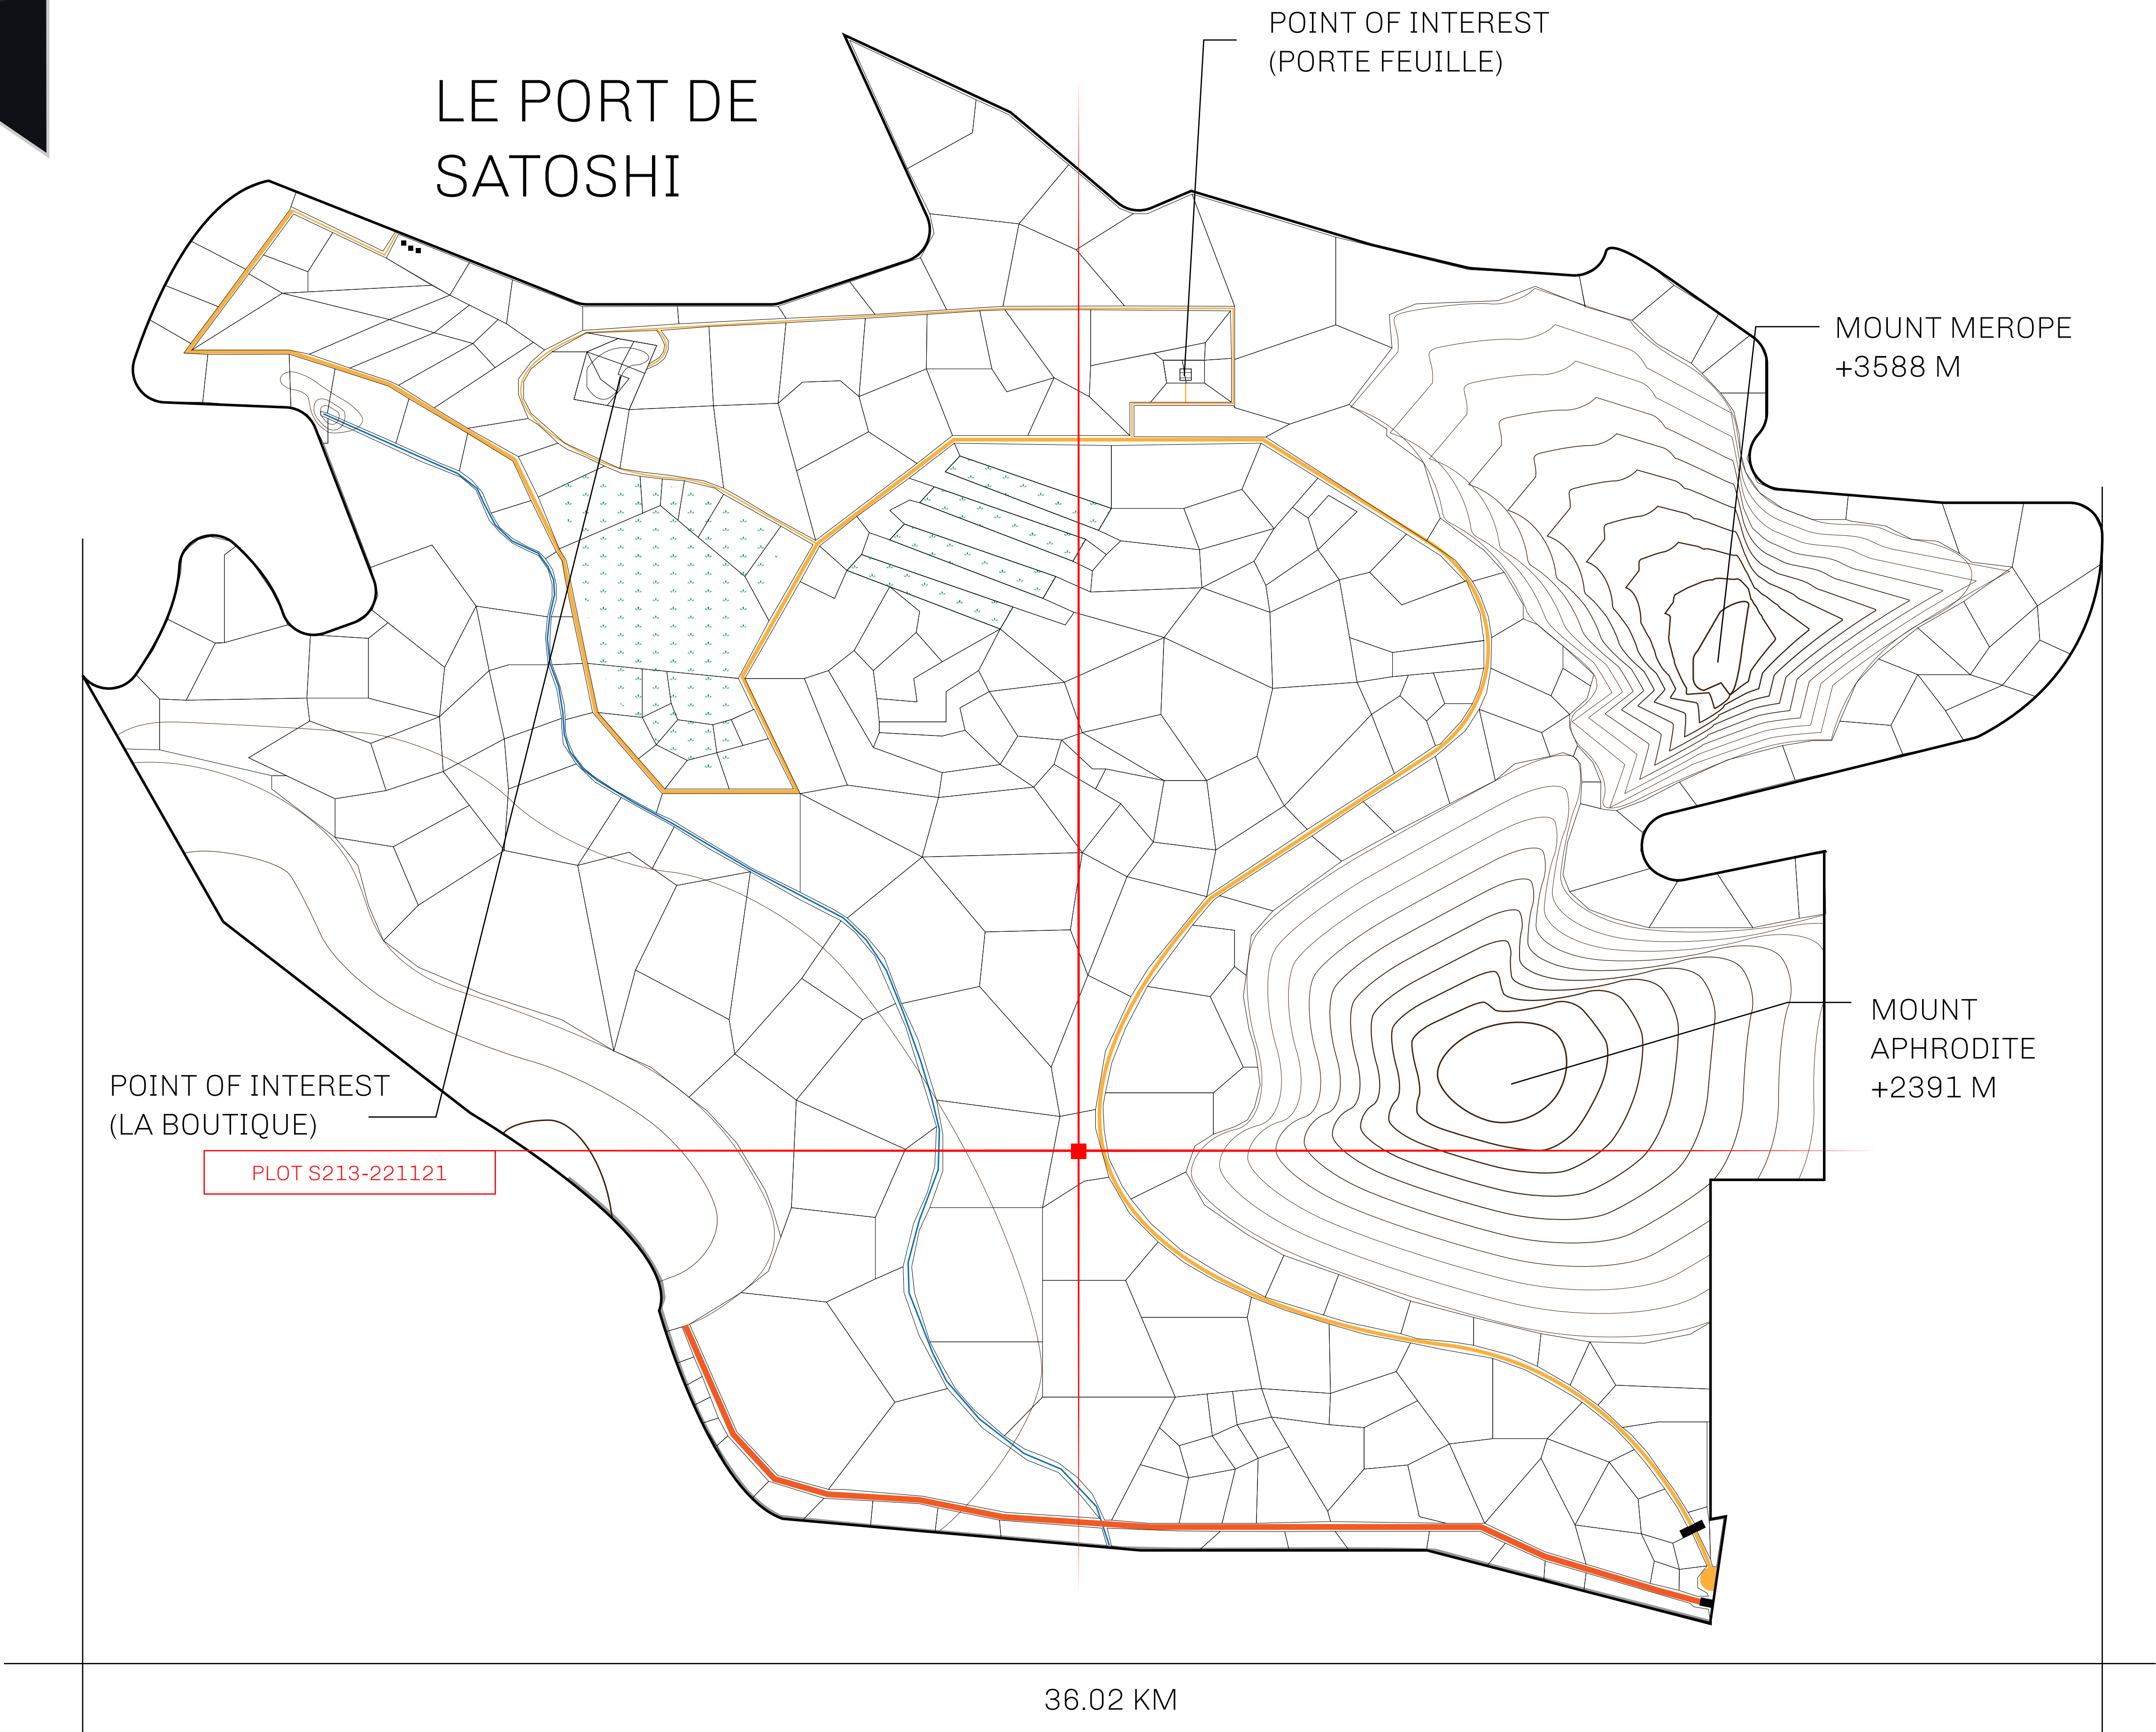 POINT OF INTEREST
(PORTE FEUILLE)
LE PORT DE
SATOSHI
MOUNT MEROPE
+3588 M
MOUNT
APHRODITE
+2391 M
POINT OF INTEREST
(LA BOUTIQUE)
PLOT S213-221121
36.02 KM